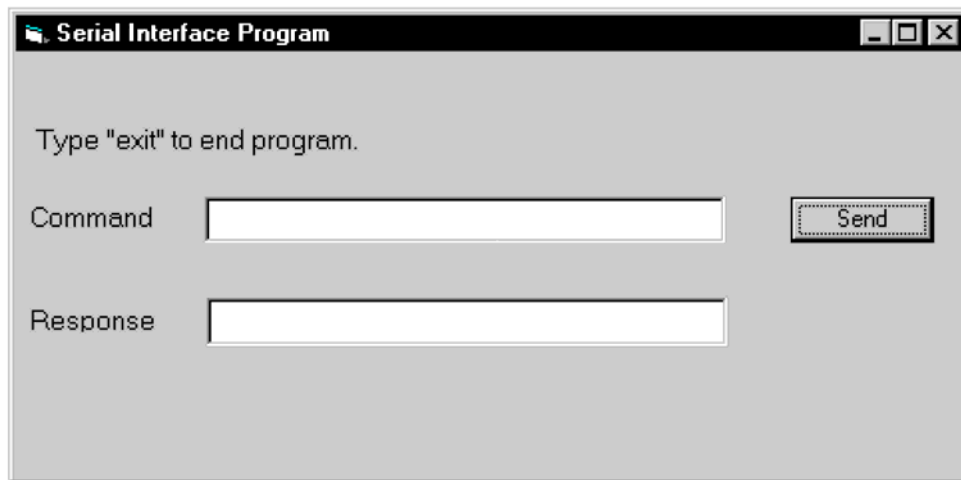 Serial Interface Program
Type "exit" to end program.
Command
Send
Response